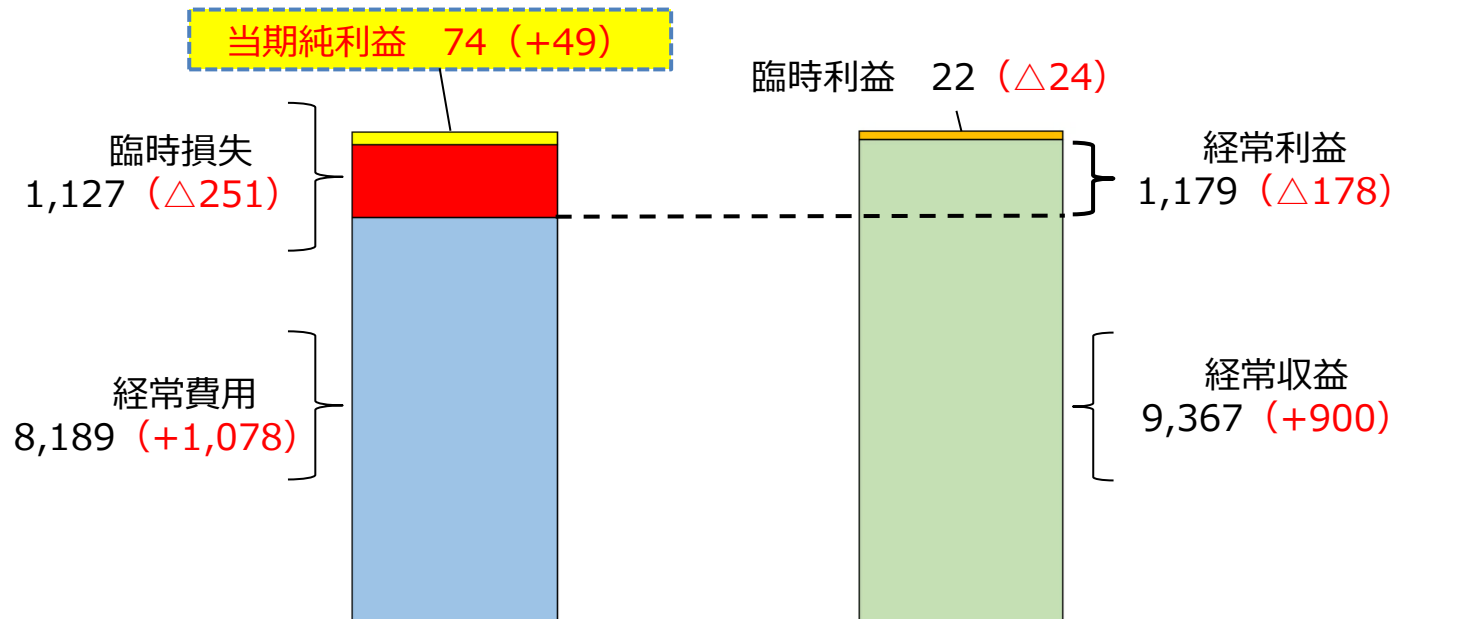 当期純利益　74（+49）
臨時利益　22（△24）
臨時損失
1,127（△251）
経常利益
1,179（△178）
経常費用
8,189（+1,078）
経常収益
9,367（+900）